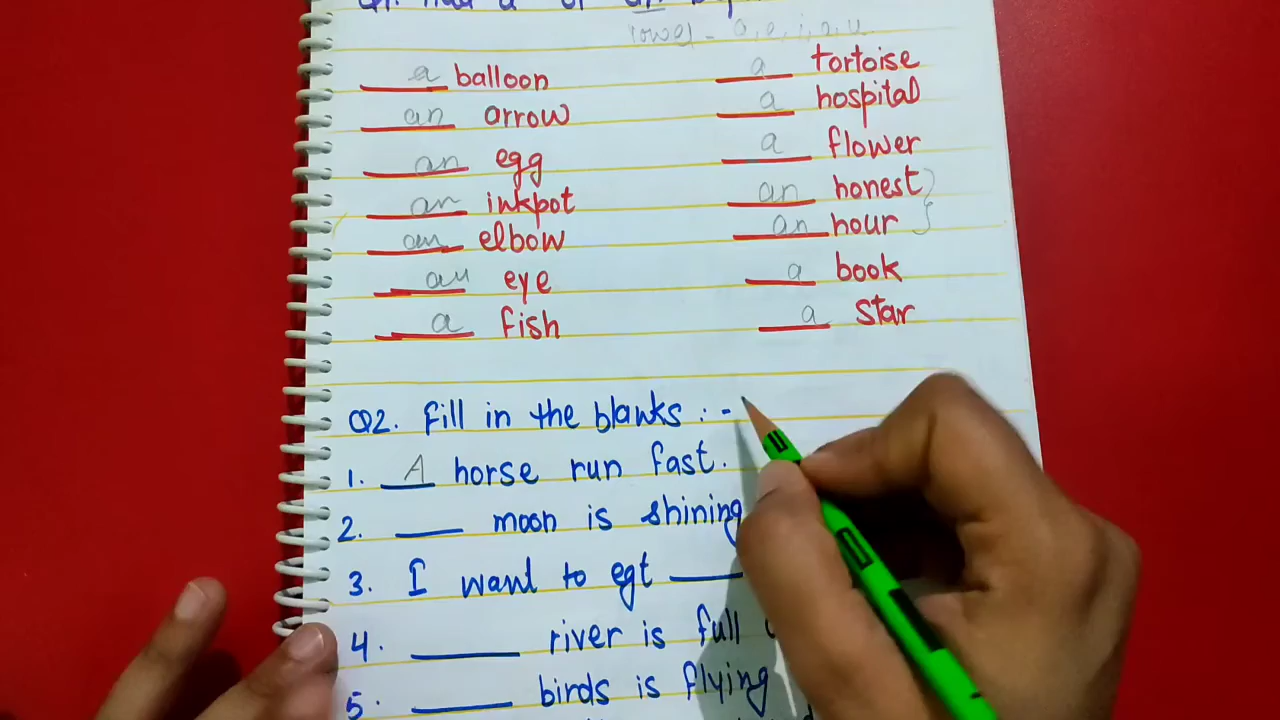 vowel - a, e, i, o, u
a balloon
a tortoise
an arrow
a hospital
an egg
a flower
an inkpot
an honest
an elbow
an hour
an eye
a book
a fish
a Star
Q2. Fill in the blanks : -
1. A horse run fast.
2. ____ moon is shining
3. I want to egt ____
4. ____ river is full
5. ____ birds is flying